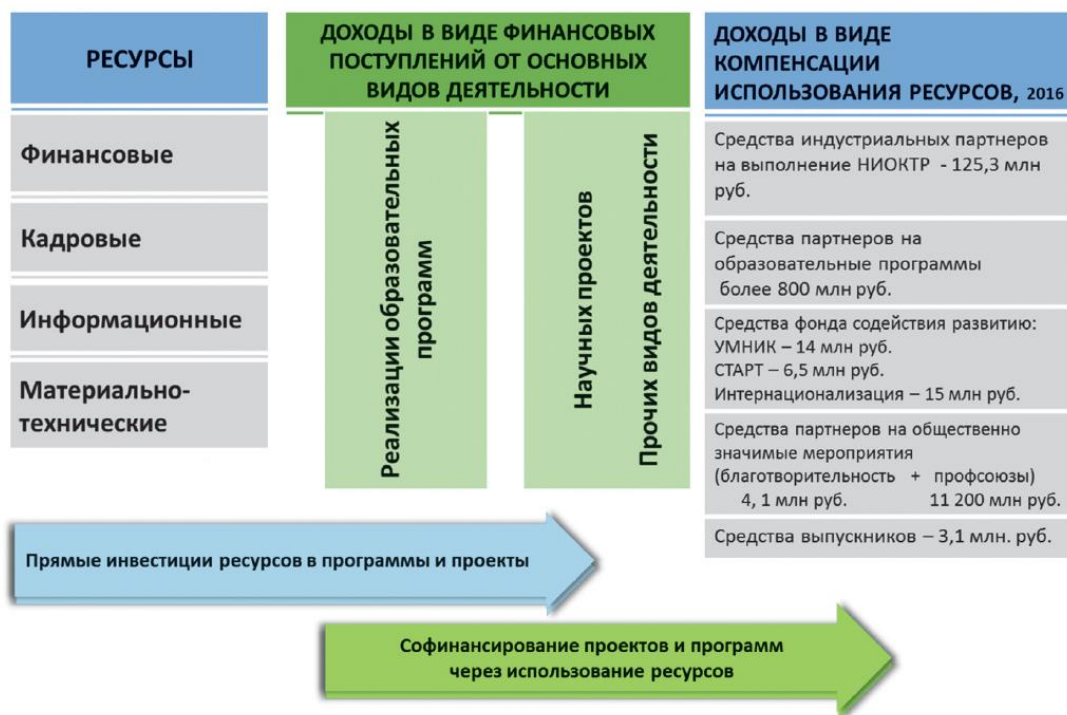 РЕСУРСЫ
Финансовые
Кадровые
Информационные
Материально-
технические
ДОХОДЫ В ВИДЕ ФИНАНСОВЫХ
ПОСТУПЛЕНИЙ ОТ ОСНОВНЫХ
ВИДОВ ДЕЯТЕЛЬНОСТИ
Реализации образовательных
программ
Научных проектов
Прочих видов деятельности
ДОХОДЫ В ВИДЕ
КОМПЕНСАЦИИ
ИСПОЛЬЗОВАНИЯ РЕСУРСОВ, 2016
Средства индустриальных партнеров
на выполнение НИОКТР - 125,3 млн
руб.
Средства партнеров на
образовательные программы
более 800 млн руб.
Средства фонда содействия развитию:
УМНИК – 14 млн руб.
СТАРТ – 6,5 млн руб.
Интернационализация – 15 млн руб.
Средства партнеров на общественно
значимые мероприятия
(благотворительность + профсоюзы)
4, 1 млн руб. 11 200 млн руб.
Средства выпускников – 3,1 млн. руб.
Прямые инвестиции ресурсов в программы и проекты
Софинансирование проектов и программ
через использование ресурсов